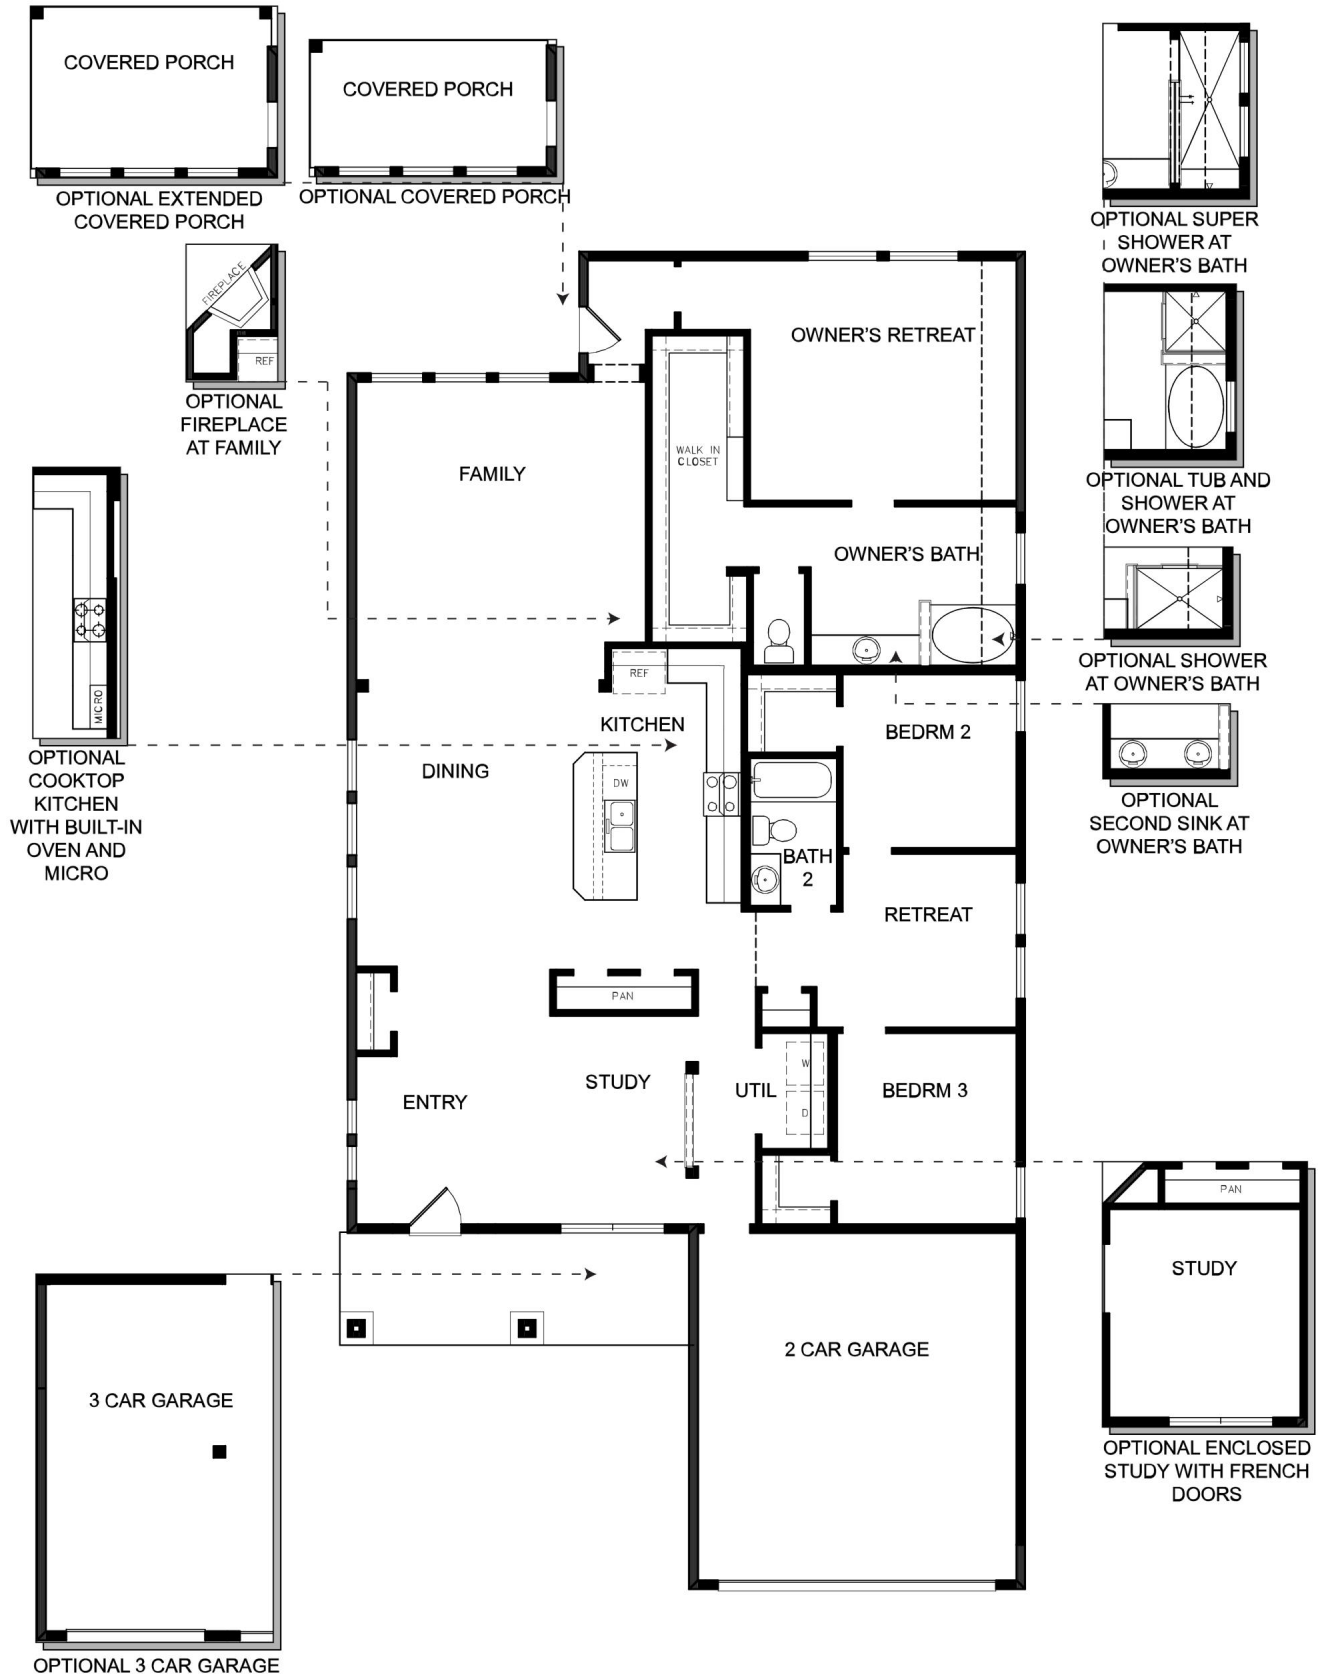 COVERED PORCH
OPTIONAL EXTENDED
COVERED PORCH
COVERED PORCH
OPTIONAL COVERED PORCH
FIREPLACE
REF
OPTIONAL
FIREPLACE
AT FAMILY
MICRO
OPTIONAL
COOKTOP
KITCHEN
WITH BUILT-IN
OVEN AND
MICRO
OWNER'S RETREAT
WALK IN
CLOSET
FAMILY
OWNER'S BATH
REF
KITCHEN
BEDRM 2
DINING
DW
BATH
2
RETREAT
PAN
STUDY
UTIL
W
D
BEDRM 3
ENTRY
2 CAR GARAGE
3 CAR GARAGE
OPTIONAL 3 CAR GARAGE
OPTIONAL SUPER
SHOWER AT
OWNER'S BATH
OPTIONAL TUB AND
SHOWER AT
OWNER'S BATH
OPTIONAL SHOWER
AT OWNER'S BATH
OPTIONAL
SECOND SINK AT
OWNER'S BATH
PAN
STUDY
OPTIONAL ENCLOSED
STUDY WITH FRENCH
DOORS